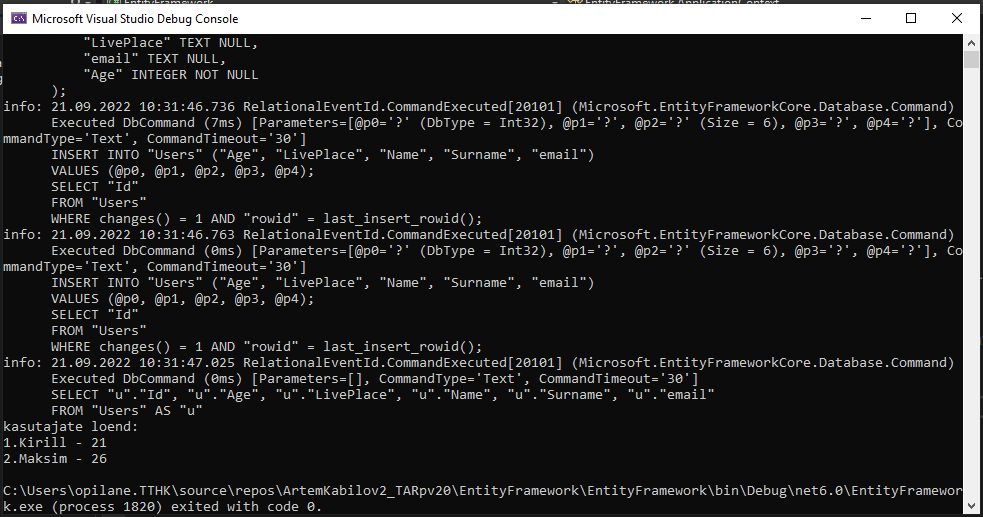 EntityFramework
EntityFramework.ApplicationContext
Microsoft Visual Studio Debug Console
"LivePlace" TEXT NULL,
"email" TEXT NULL,
"Age" INTEGER NOT NULL
);
info: 21.09.2022 10:31:46.736 RelationalEventId.CommandExecuted[20101] (Microsoft.EntityFrameworkCore.Database.Command)
Executed DbCommand (7ms) [Parameters=[@p0='?' (DbType = Int32), @p1='?', @p2='?' (Size = 6), @p3='?', @p4='?'], Co
mmandType='Text', CommandTimeout='30']
INSERT INTO "Users" ("Age", "LivePlace", "Name", "Surname", "email")
VALUES (@p0, @p1, @p2, @p3, @p4);
SELECT "Id"
FROM "Users"
WHERE changes() = 1 AND "rowid" = last_insert_rowid();
info: 21.09.2022 10:31:46.763 RelationalEventId.CommandExecuted[20101] (Microsoft.EntityFrameworkCore.Database.Command)
Executed DbCommand (0ms) [Parameters=[@p0='?' (DbType = Int32), @p1='?', @p2='?' (Size = 6), @p3='?', @p4='?'], Co
mmandType='Text', CommandTimeout='30']
INSERT INTO "Users" ("Age", "LivePlace", "Name", "Surname", "email")
VALUES (@p0, @p1, @p2, @p3, @p4);
SELECT "Id"
FROM "Users"
WHERE changes() = 1 AND "rowid" = last_insert_rowid();
info: 21.09.2022 10:31:47.025 RelationalEventId.CommandExecuted[20101] (Microsoft.EntityFrameworkCore.Database.Command)
Executed DbCommand (0ms) [Parameters=[], CommandType='Text', CommandTimeout='30']
SELECT "u"."Id", "u"."Age", "u"."LivePlace", "u"."Name", "u"."Surname", "u"."email"
FROM "Users" AS "u"
kasutajate loend:
1.Kirill - 21
2.Maksim - 26
C:\Users\opilane.TTHK\source\repos\ArtemKabilov2_TARpv20\EntityFramework\EntityFramework\bin\Debug\net6.0\EntityFramewor
k.exe (process 1820) exited with code 0.